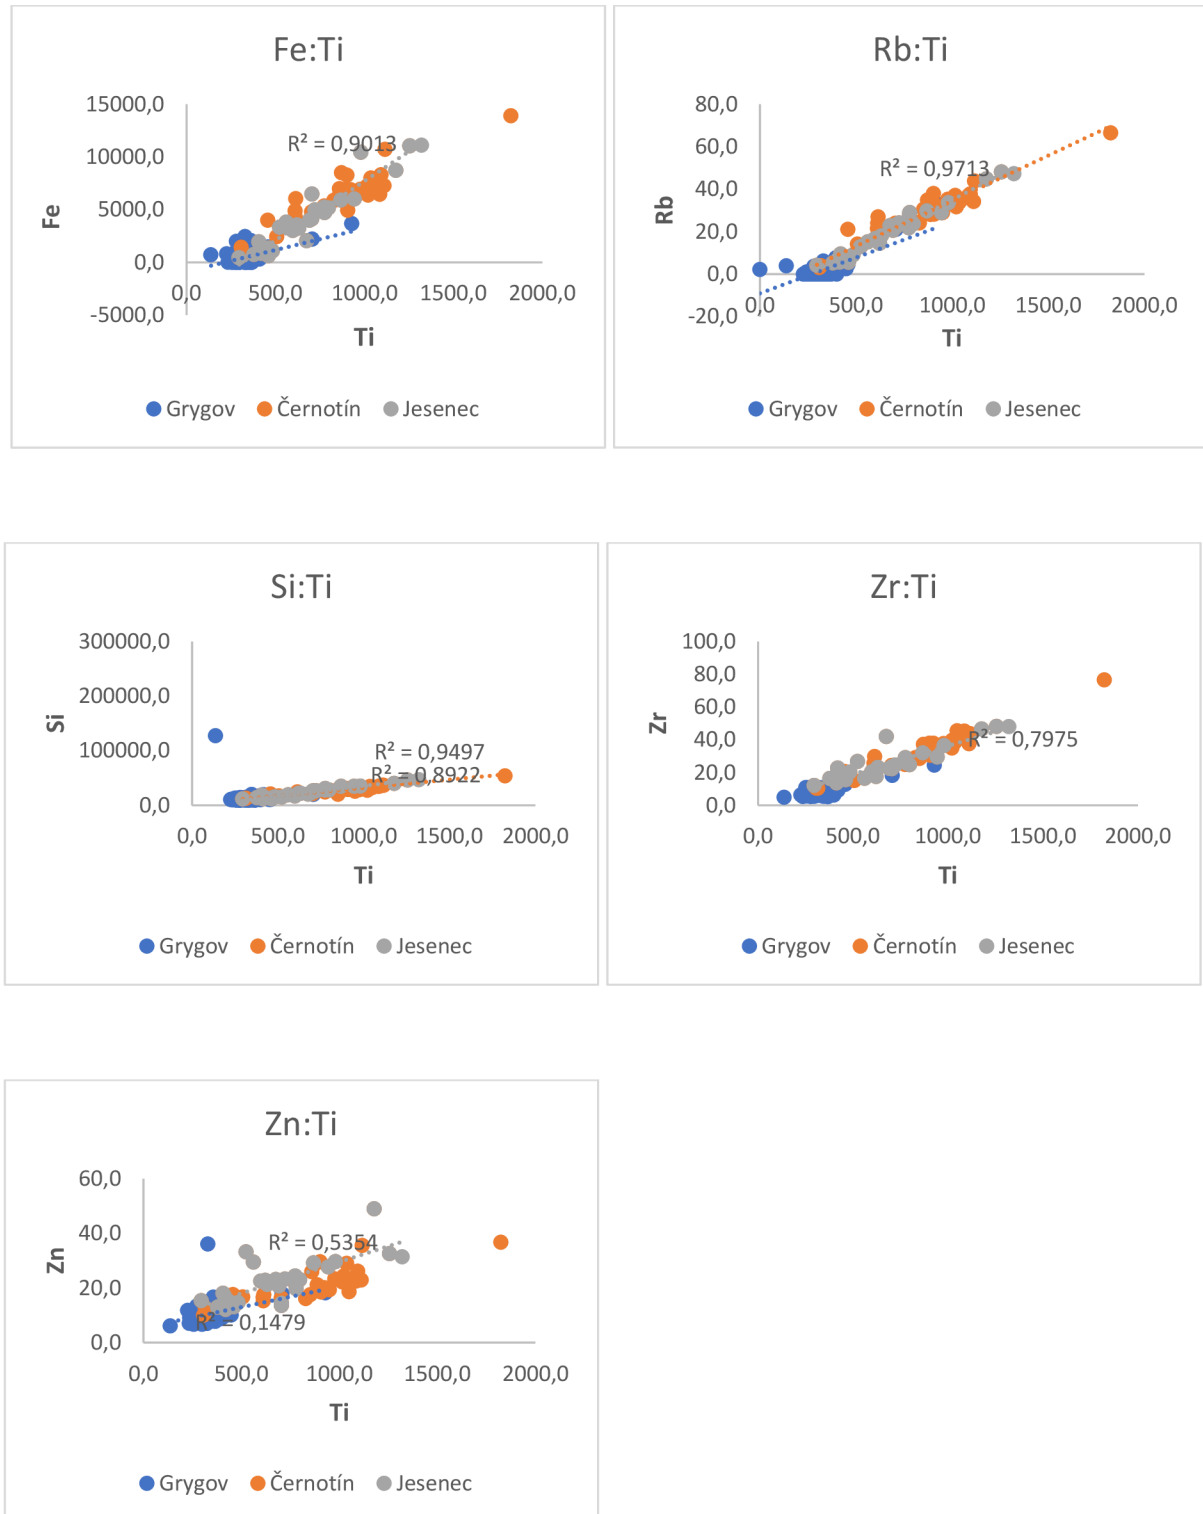 Fe:Ti
15000,0
10000,0
5000,0
0,0
-5000,0
Fe
R² = 0,9013
0,0 500,0 1000,0 1500,0 2000,0
Ti
Grygov Černotín Jesenec
Rb:Ti
80,0
60,0
40,0
20,0
0,0
-20,0
Rb
R² = 0,9713
0,0 500,0 1000,0 1500,0 2000,0
Ti
Grygov Černotín Jesenec
Si:Ti
300000,0
200000,0
100000,0
0,0
Si
R² = 0,9497
R² = 0,8922
0,0 500,0 1000,0 1500,0 2000,0
Ti
Grygov Černotín Jesenec
Zr:Ti
100,0
80,0
60,0
40,0
20,0
0,0
Zr
R² = 0,7975
0,0 500,0 1000,0 1500,0 2000,0
Ti
Grygov Černotín Jesenec
Zn:Ti
60,0
40,0
20,0
0,0
Zn
R² = 0,5354
R² = 0,1479
0,0 500,0 1000,0 1500,0 2000,0
Ti
Grygov Černotín Jesenec